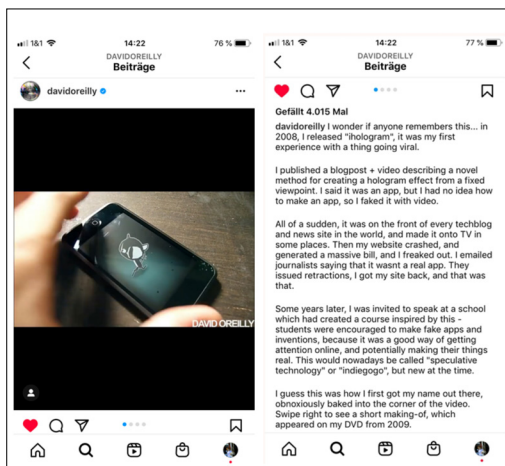 1&1
14:22
76 %
DAVIDOREILLY
Beiträge
davidoreilly
DAVID OREILLY
1&1
14:22
77 %
DAVIDOREILLY
Beiträge
Gefällt 4.015 Mal
davidoreilly I wonder if anyone remembers this... in
2008, I released "ihologram", it was my first
experience with a thing going viral.
I published a blogpost + video describing a novel
method for creating a hologram effect from a fixed
viewpoint. I said it was an app, but I had no idea how
to make an app, so I faked it with video.
All of a sudden, it was on the front of every techblog
and news site in the world, and made it onto TV in
some places. Then my website crashed, and
generated a massive bill, and I freaked out. I emailed
journalists saying that it wasnt a real app. They
issued retractions, I got my site back, and that was
that.
Some years later, I was invited to speak at a school
which had created a course inspired by this -
students were encouraged to make fake apps and
inventions, because it was a good way of getting
attention online, and potentially making their things
real. This would nowadays be called "speculative
technology" or "indiegogo", but new at the time.
I guess this was how I first got my name out there,
obnoxiously baked into the corner of the video.
Swipe right to see a short making-of, which
appeared on my DVD from 2009.